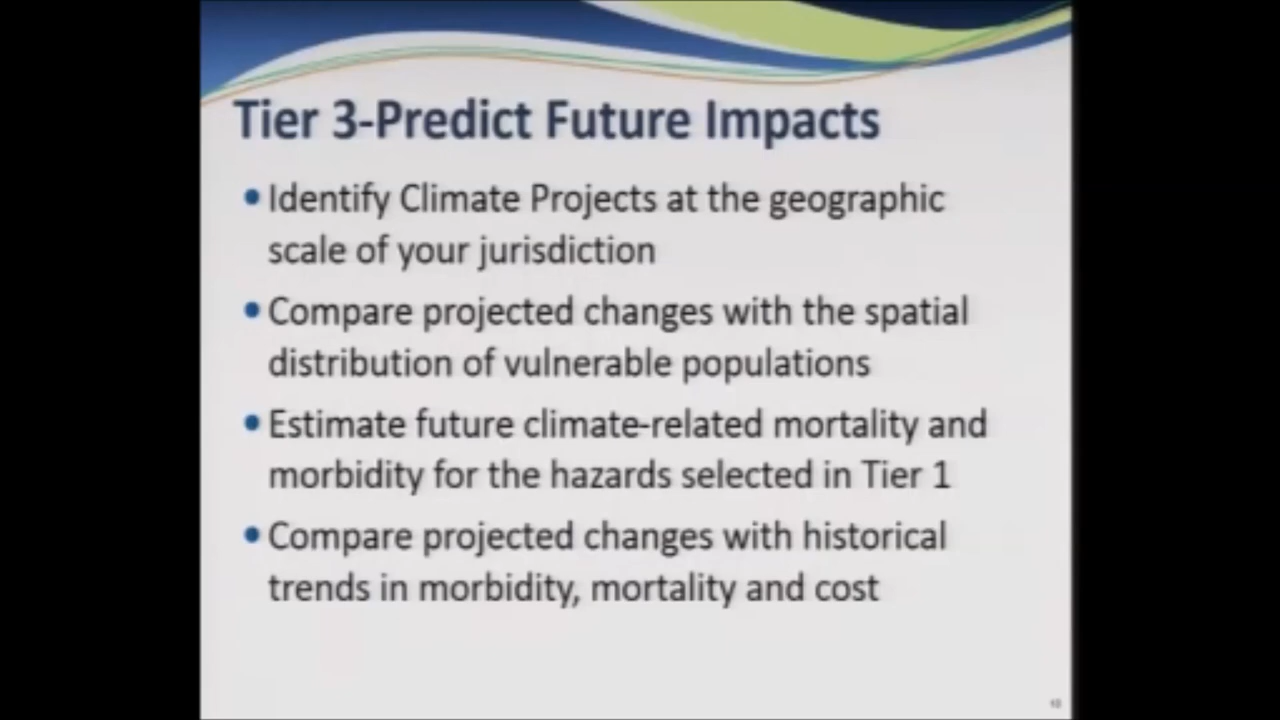 Tier 3-Predict Future Impacts
• Identify Climate Projects at the geographic
scale of your jurisdiction
• Compare projected changes with the spatial
distribution of vulnerable populations
• Estimate future climate-related mortality and
morbidity for the hazards selected in Tier 1
• Compare projected changes with historical
trends in morbidity, mortality and cost